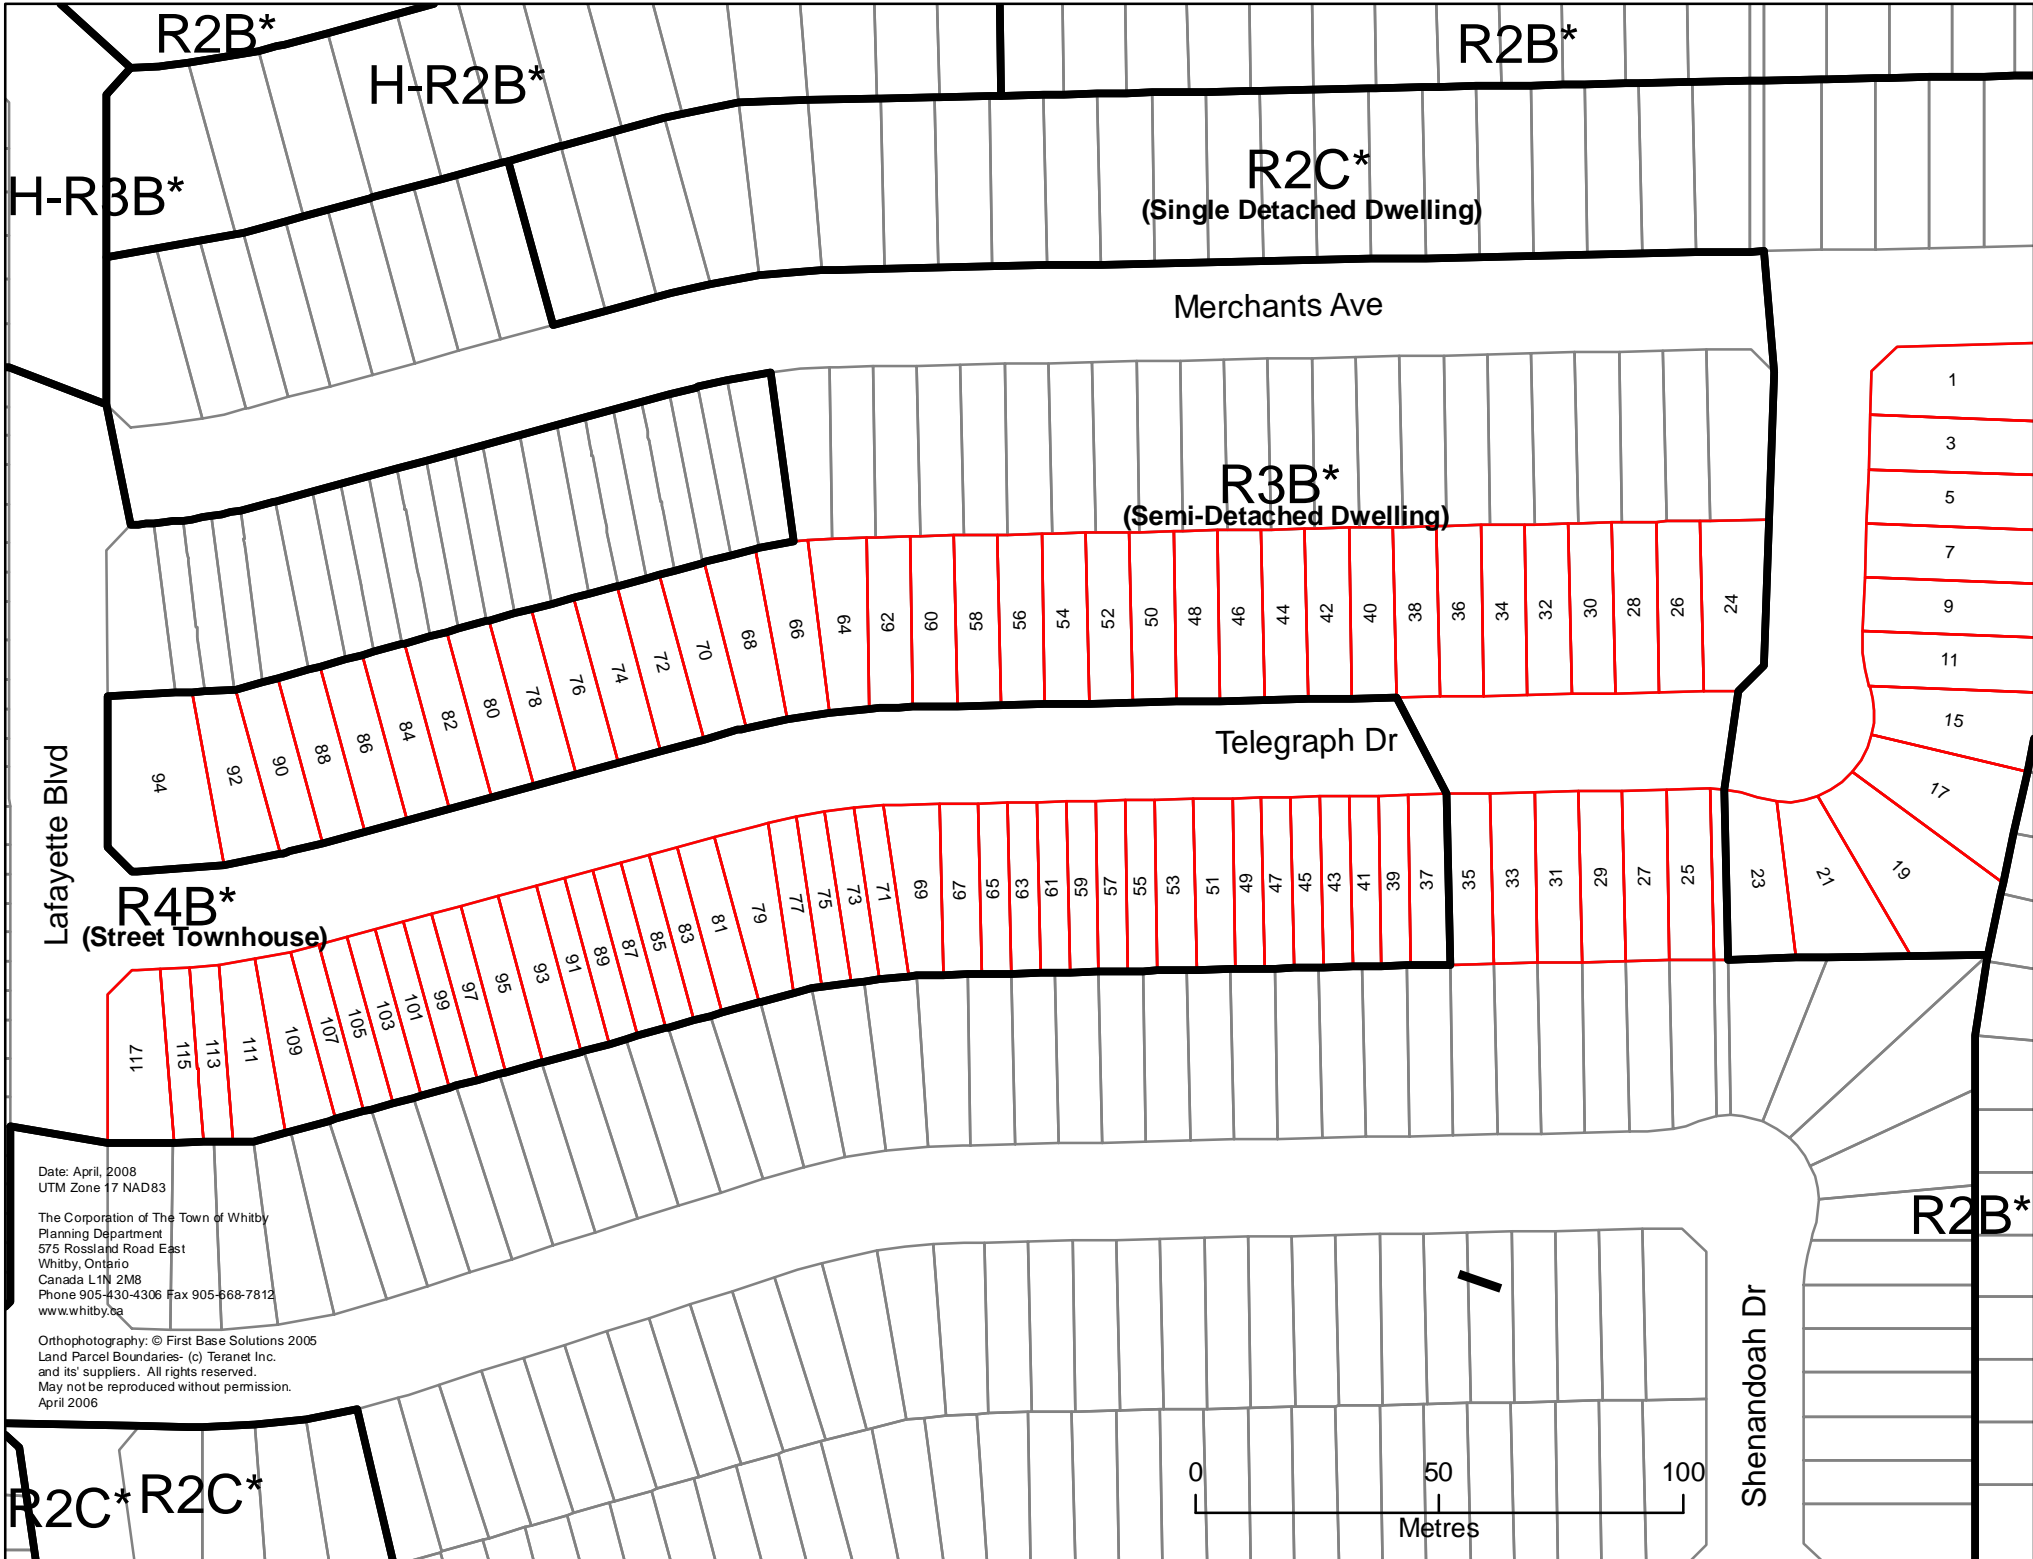 R2B*
R2B*
H-R2B*
H-R3B*
R2C*
(Single Detached Dwelling)
Merchants Ave
1
3
5
7
9
11
15
17
19
21
23
R3B*
(Semi-Detached Dwelling)
94
92
90
88
86
84
82
80
78
76
74
72
70
68
66
64
62
60
58
56
54
52
50
48
46
44
42
40
38
36
34
32
30
28
26
24
Telegraph Dr
Lafayette Blvd
R4B*
(Street Townhouse)
117
115
113
111
109
107
105
103
101
99
97
95
93
91
89
87
85
83
81
79
77
75
73
71
69
67
65
63
61
59
57
55
53
51
49
47
45
43
41
39
37
35
33
31
29
27
25
Date: April, 2008
UTM Zone 17 NAD83
The Corporation of The Town of Whitby
Planning Department
575 Rossland Road East
Whitby, Ontario
Canada L1N 2M8
Phone 905-430-4306 Fax 905-668-7812
www.whitby.ca
Orthophotography: © First Base Solutions 2005
Land Parcel Boundaries- (c) Teranet Inc.
and its' suppliers. All rights reserved.
May not be reproduced without permission.
April 2006
R2B*
Shenandoah Dr
R2C*
R2C*
0 50 100
Metres